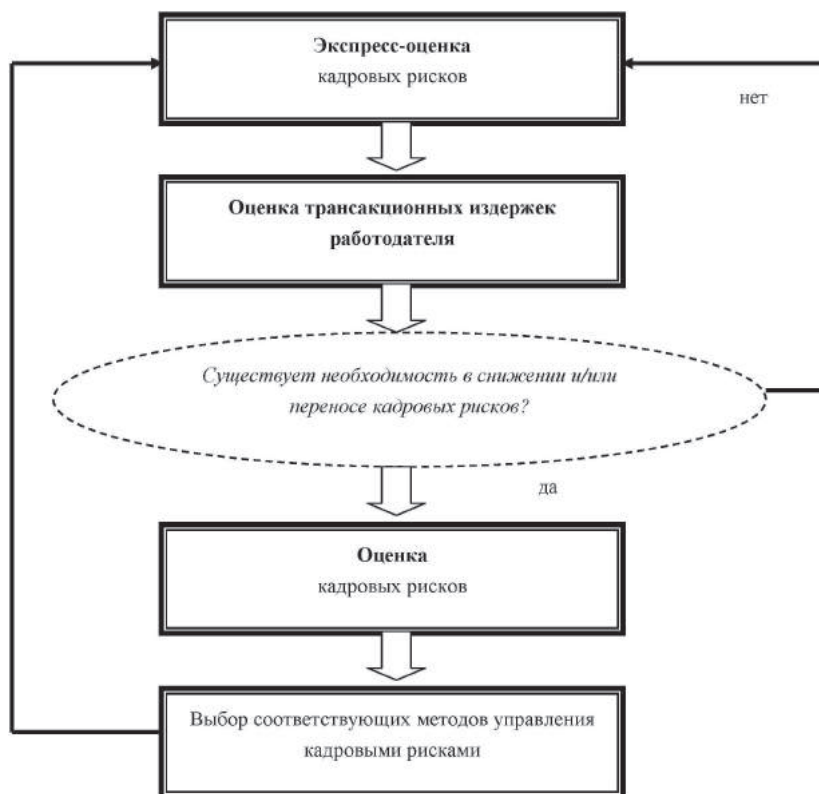 Экспресс-оценка
кадровых рисков
нет
Оценка трансакционных издержек
работодателя
Существует необходимость в снижении и/или
переносе кадровых рисков?
да
Оценка
кадровых рисков
Выбор соответствующих методов управления
кадровыми рисками